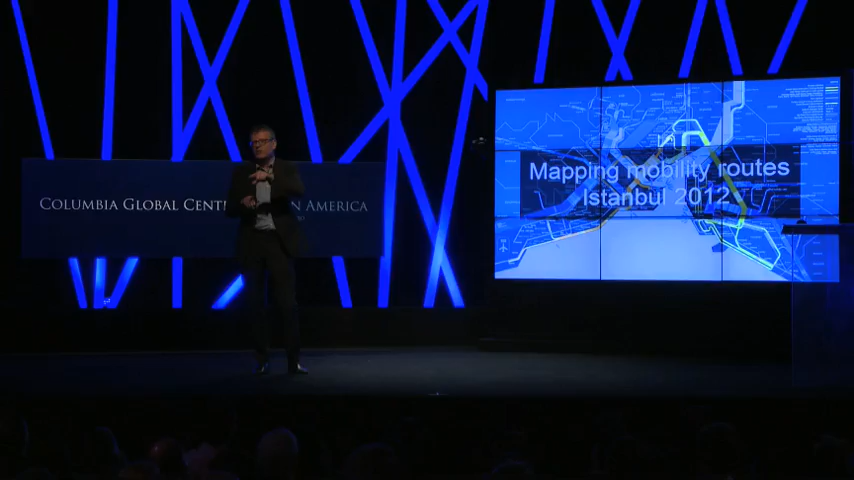 COLUMBIA GLOBAL CENT N AMERICA
Mapping mobility routes
Istanbul 2012